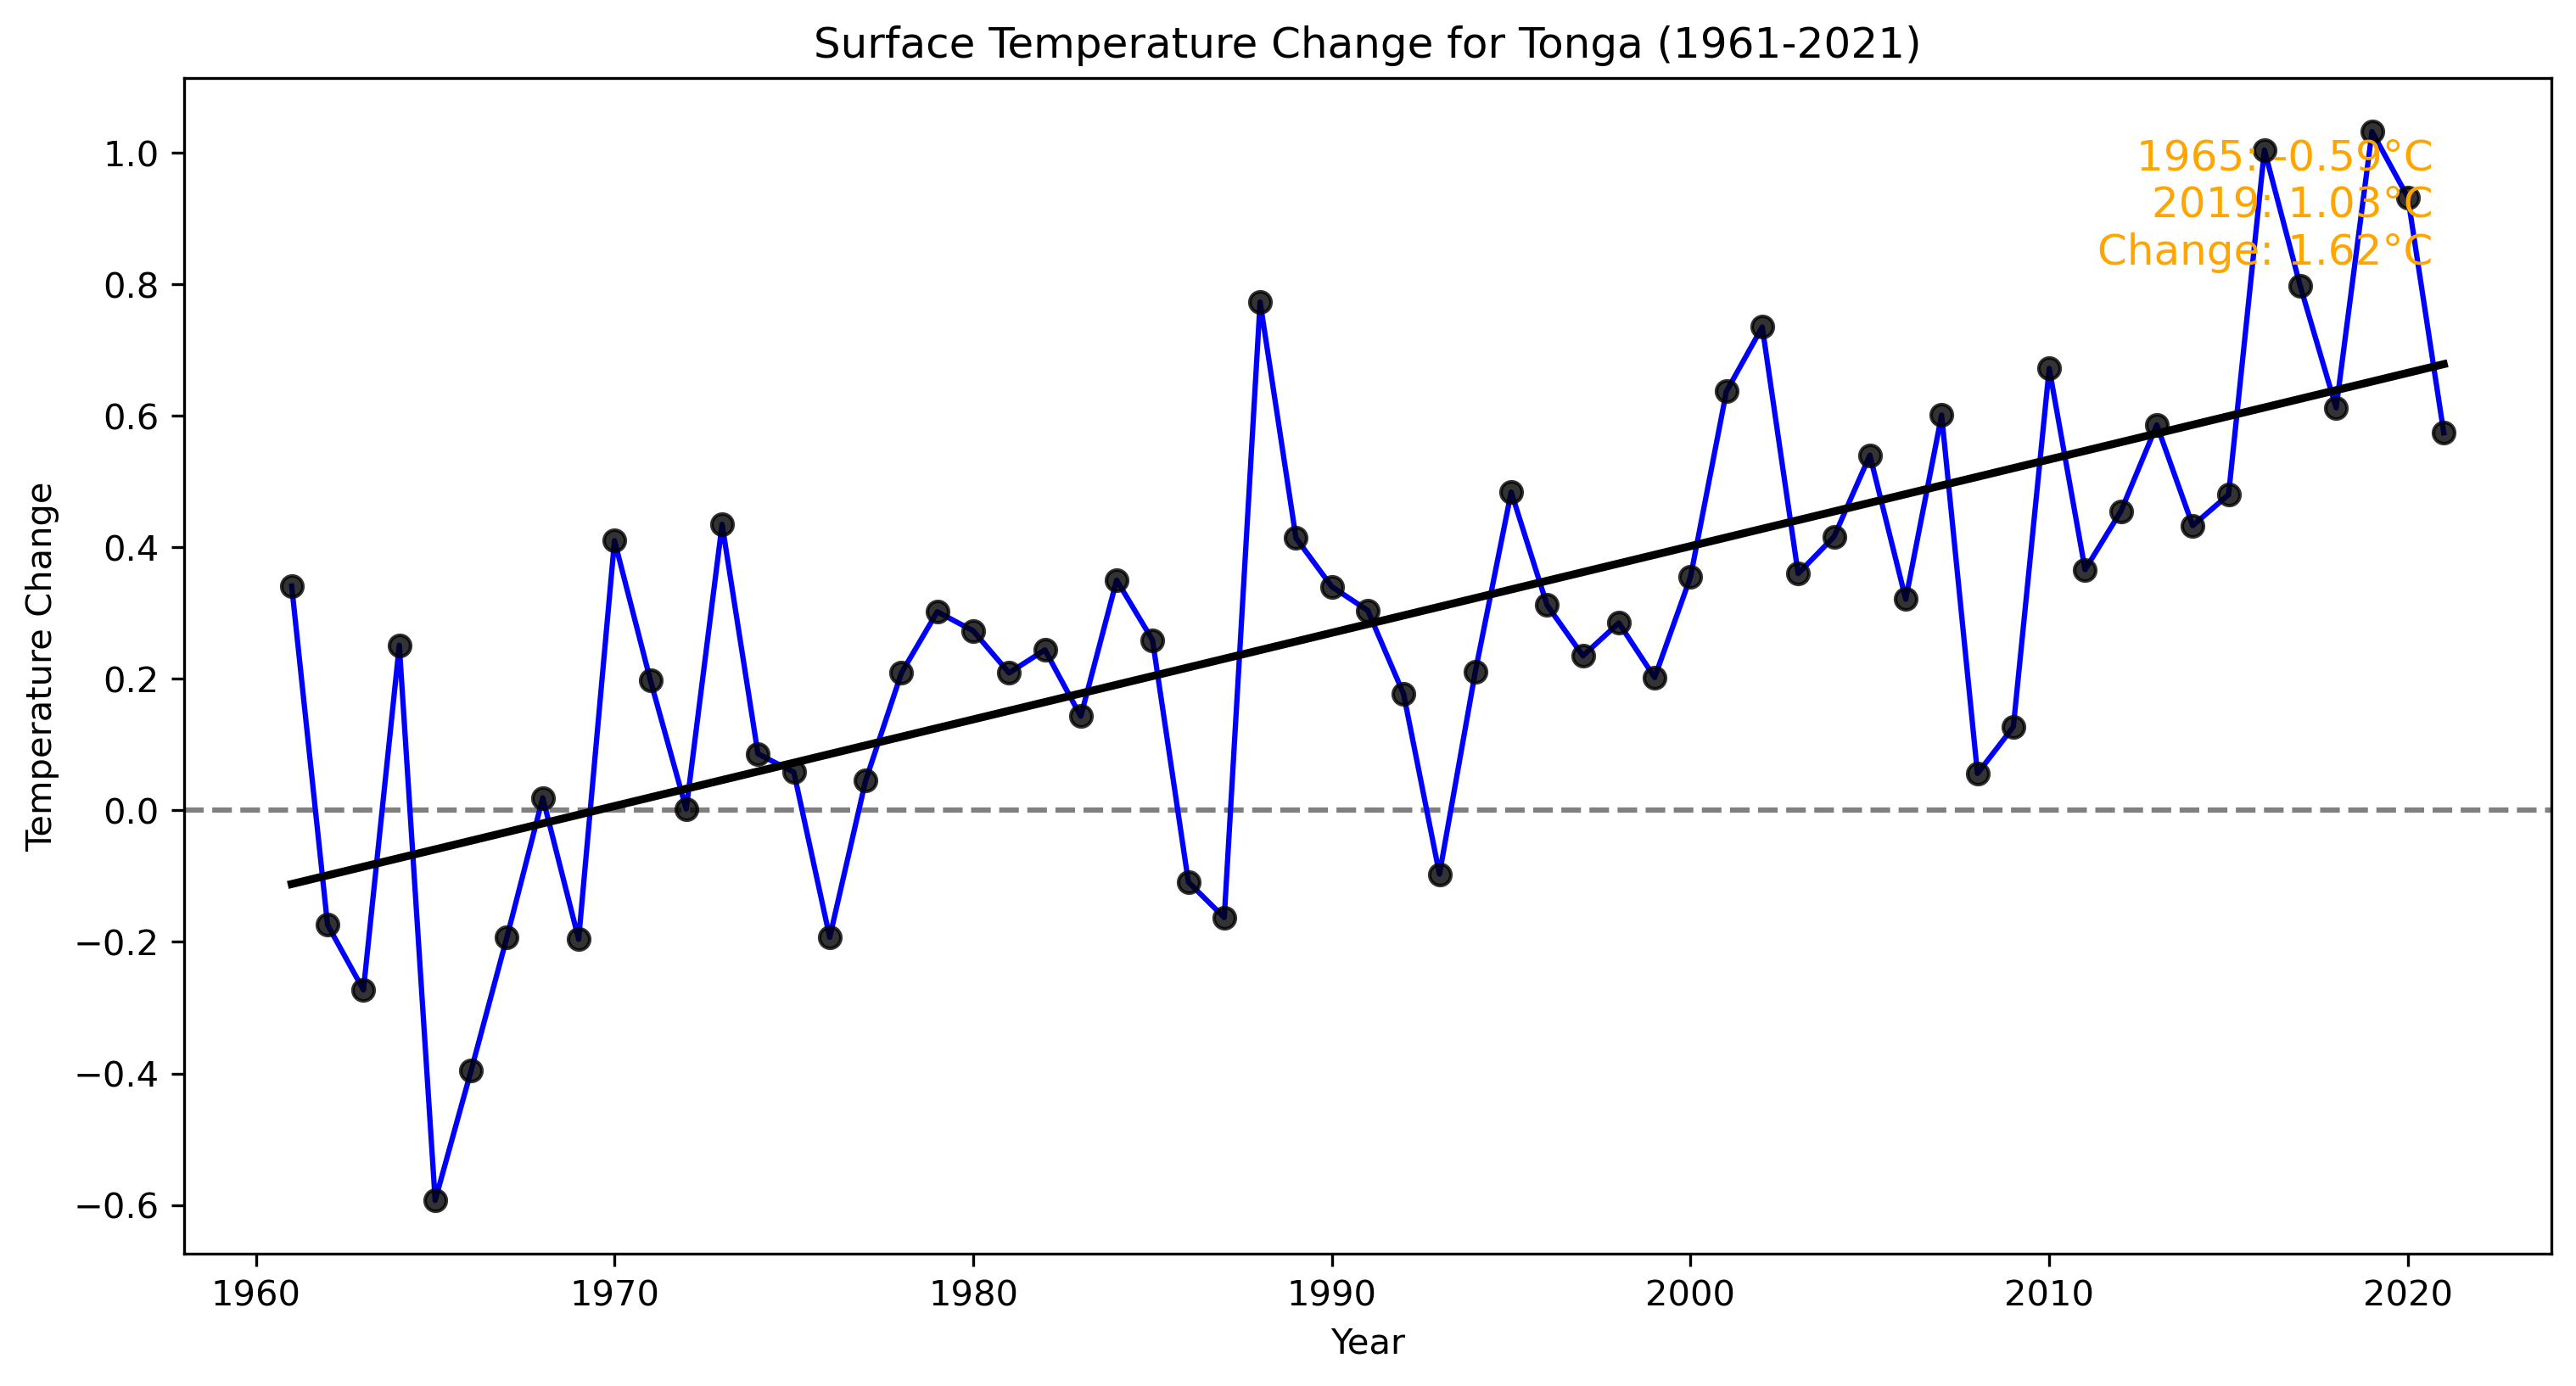 Surface Temperature Change for Tonga (1961-2021)
1.0
0.8
0.6
0.4
0.2
0.0
−0.2
−0.4
−0.6
Temperature Change
1965: -0.59°C
2019: 1.03°C
Change: 1.62°C
1960 1970 1980 1990 2000 2010 2020
Year